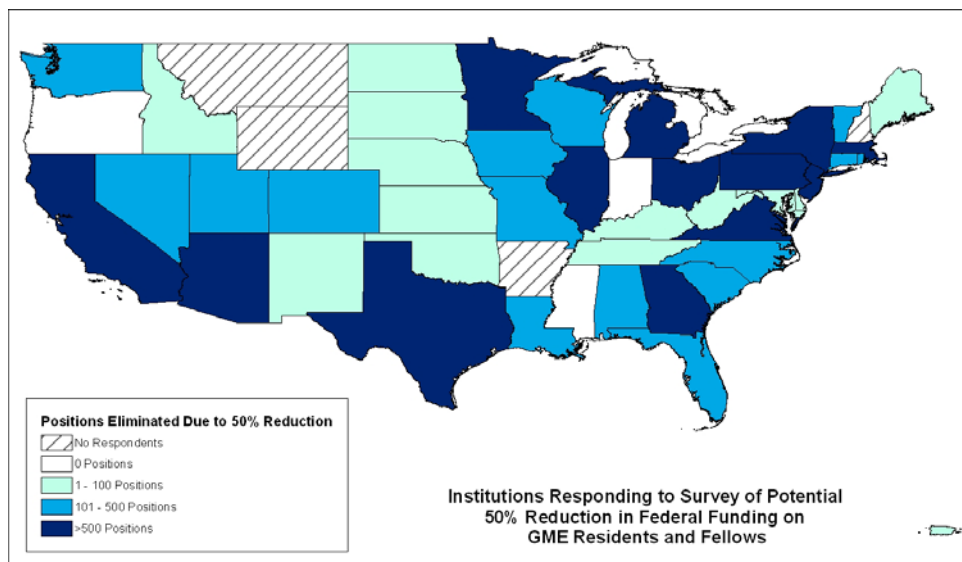 Positions Eliminated Due to 50% Reduction
No Respondents
0 Positions
1 - 100 Positions
101 - 500 Positions
>500 Positions
Institutions Responding to Survey of Potential
50% Reduction in Federal Funding on
GME Residents and Fellows